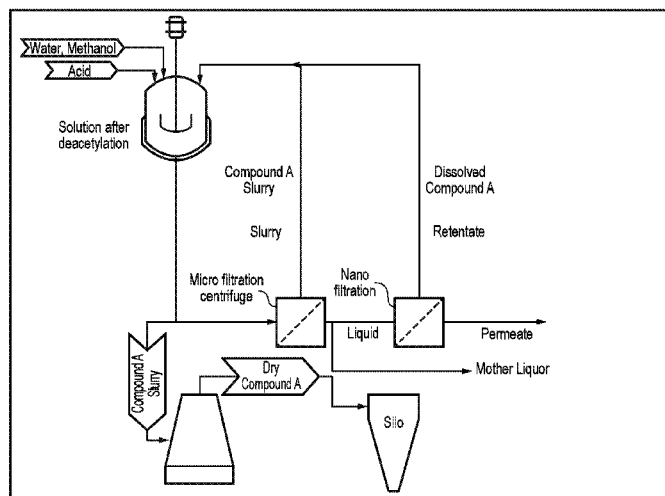 Water, Methanol
Acid
Solution after
deacetylation
Compound A
Slurry
Dissolved
Compound A
Slurry
Retentate
Micro filtration
centrifuge
Nano
filtration
Liquid
Permeate
Mother Liquor
Compound A
Slurry
Dry
Compound A
Silo